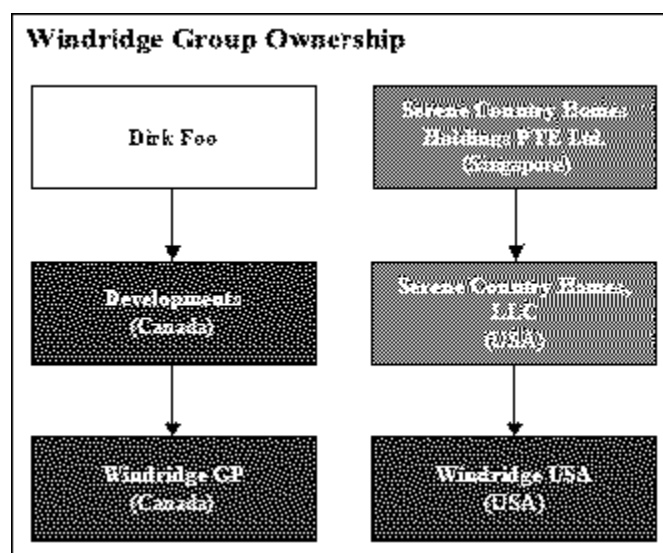 Windridge Group Ownership
Dirk Foo
Serene Country Homes
Holdings PTE Ltd.
(Singapore)
Developments
(Canada)
Serene Country Homes,
LLC
(USA)
Windridge GP
(Canada)
Windridge USA
(USA)